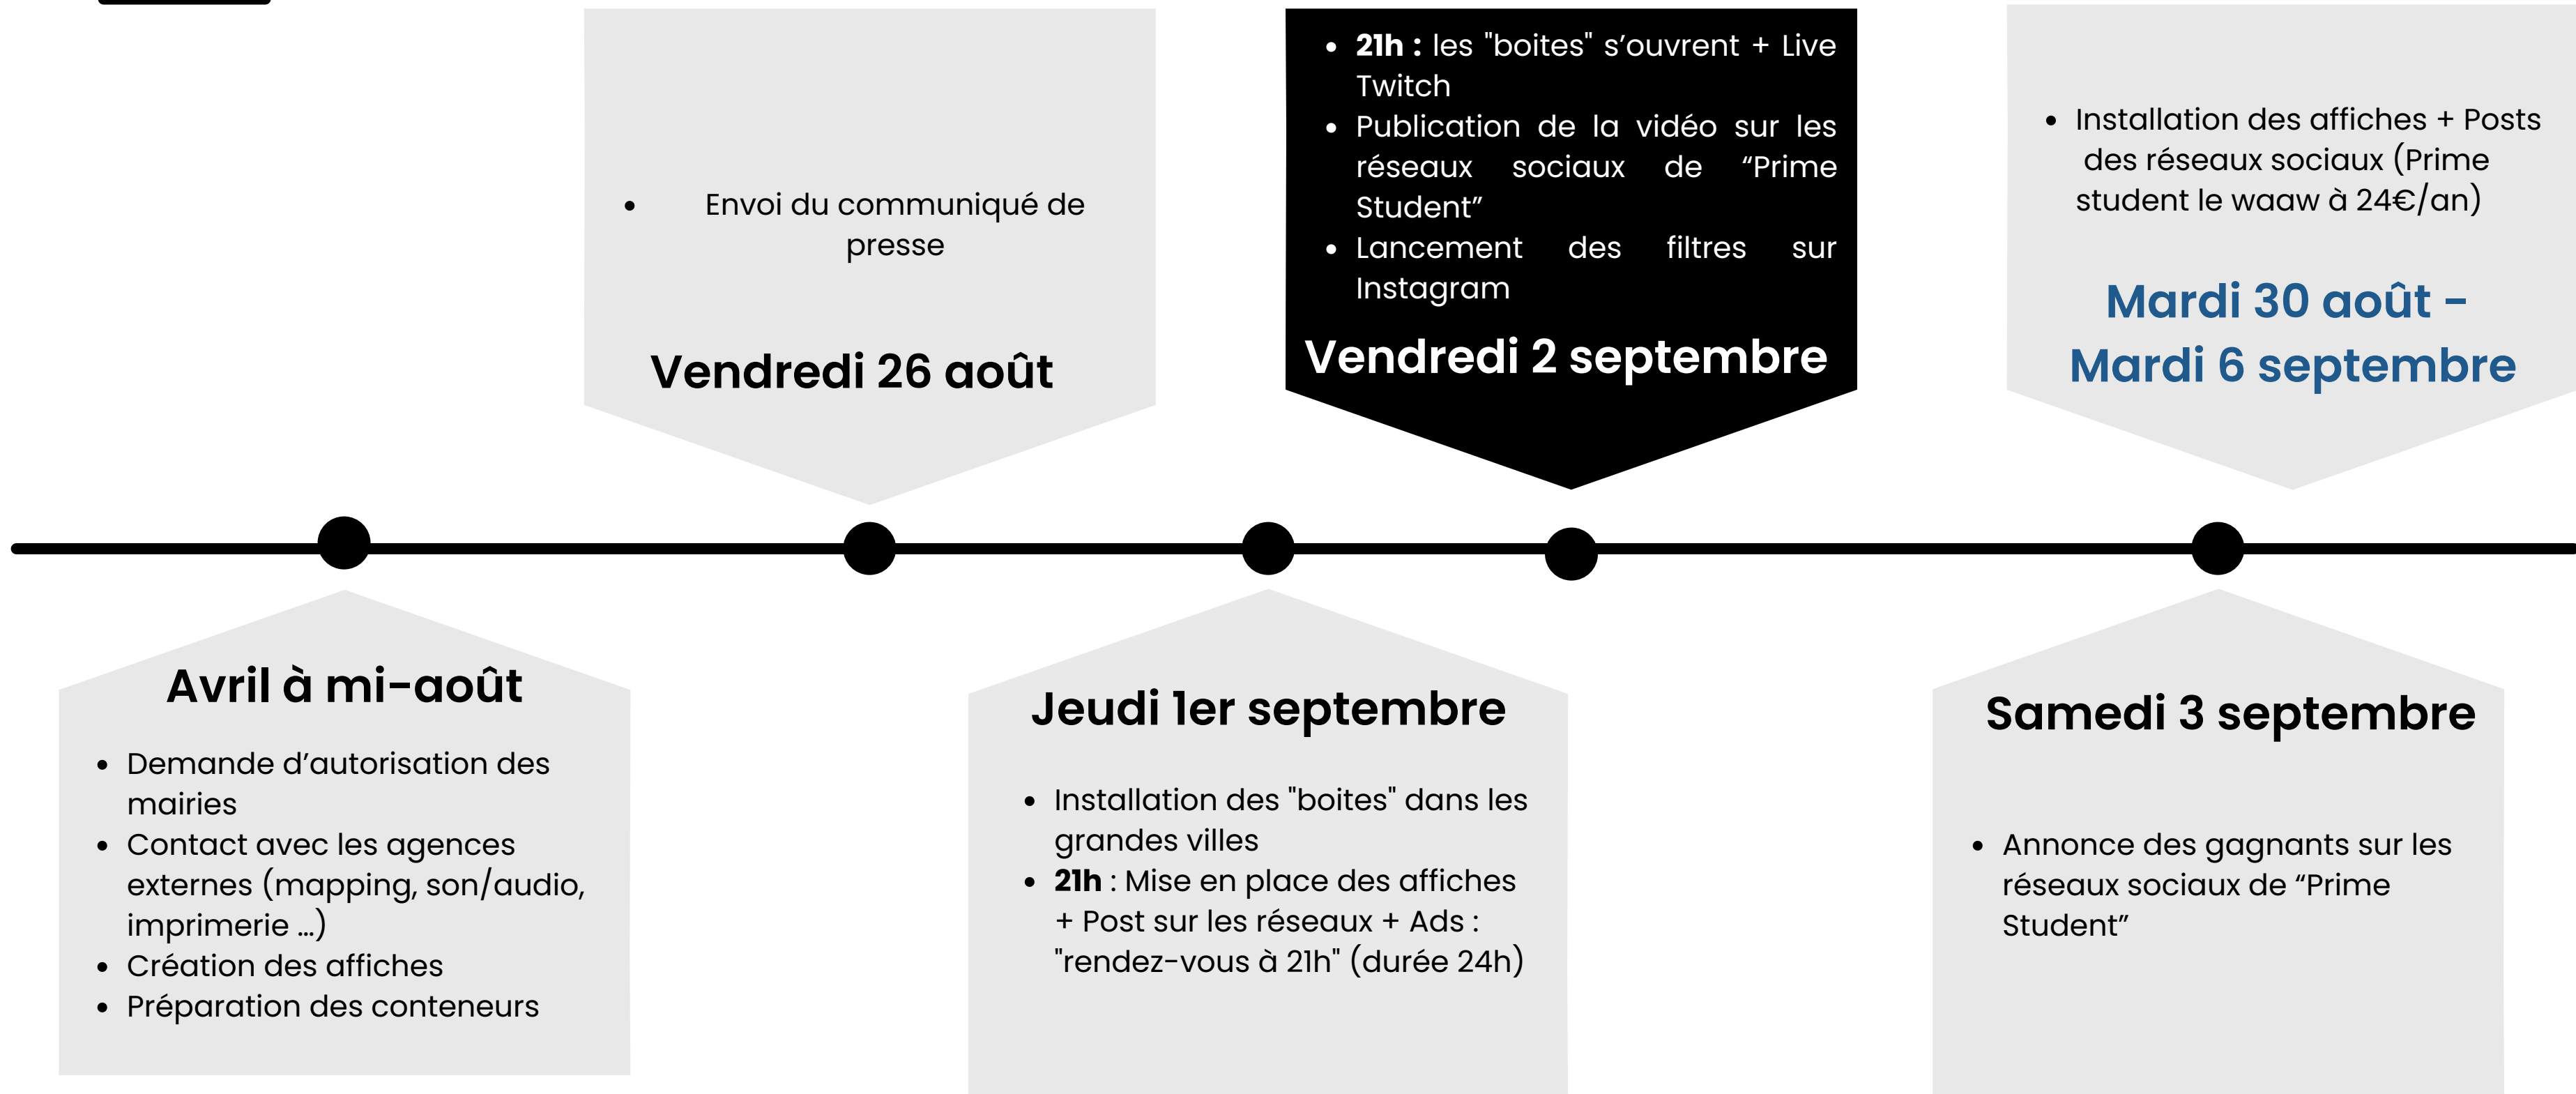 Avril à mi-août
• Demande d’autorisation des
mairies
• Contact avec les agences
externes (mapping, son/audio,
imprimerie ...)
• Création des affiches
• Préparation des conteneurs
• Envoi du communiqué de
presse
Vendredi 26 août
Jeudi 1er septembre
• Installation des "boites" dans les
grandes villes
• 21h : Mise en place des affiches
+ Post sur les réseaux + Ads :
"rendez-vous à 21h" (durée 24h)
• 21h : les "boites" s’ouvrent + Live
Twitch
• Publication de la vidéo sur les
réseaux sociaux de “Prime
Student”
• Lancement des filtres sur
Instagram
Vendredi 2 septembre
Samedi 3 septembre
• Annonce des gagnants sur les
réseaux sociaux de “Prime
Student”
• Installation des affiches + Posts
des réseaux sociaux (Prime
student le waaw à 24€/an)
Mardi 30 août -
Mardi 6 septembre